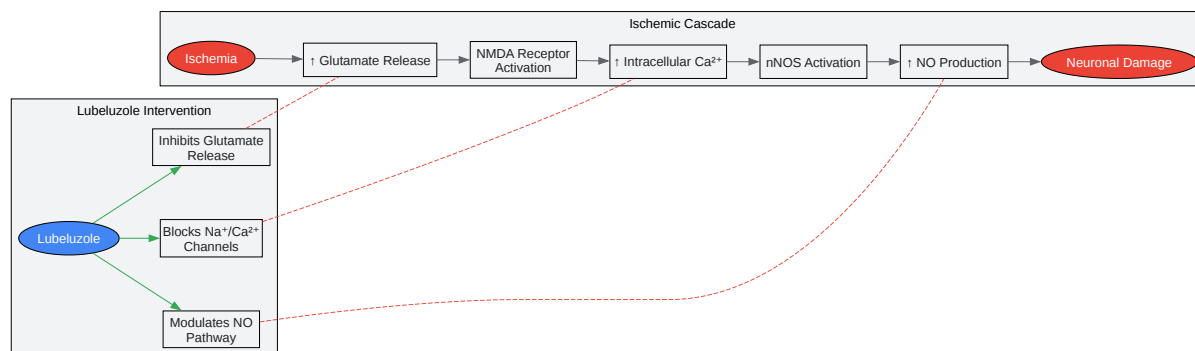 Ischemic Cascade
Ischemia
↑ Glutamate Release
NMDA Receptor
Activation
↑ Intracellular Ca²⁺
nNOS Activation
↑ NO Production
Neuronal Damage
Lubeluzole Intervention
Inhibits Glutamate
Release
Lubeluzole
Blocks Na⁺/Ca²⁺
Channels
Modulates NO
Pathway